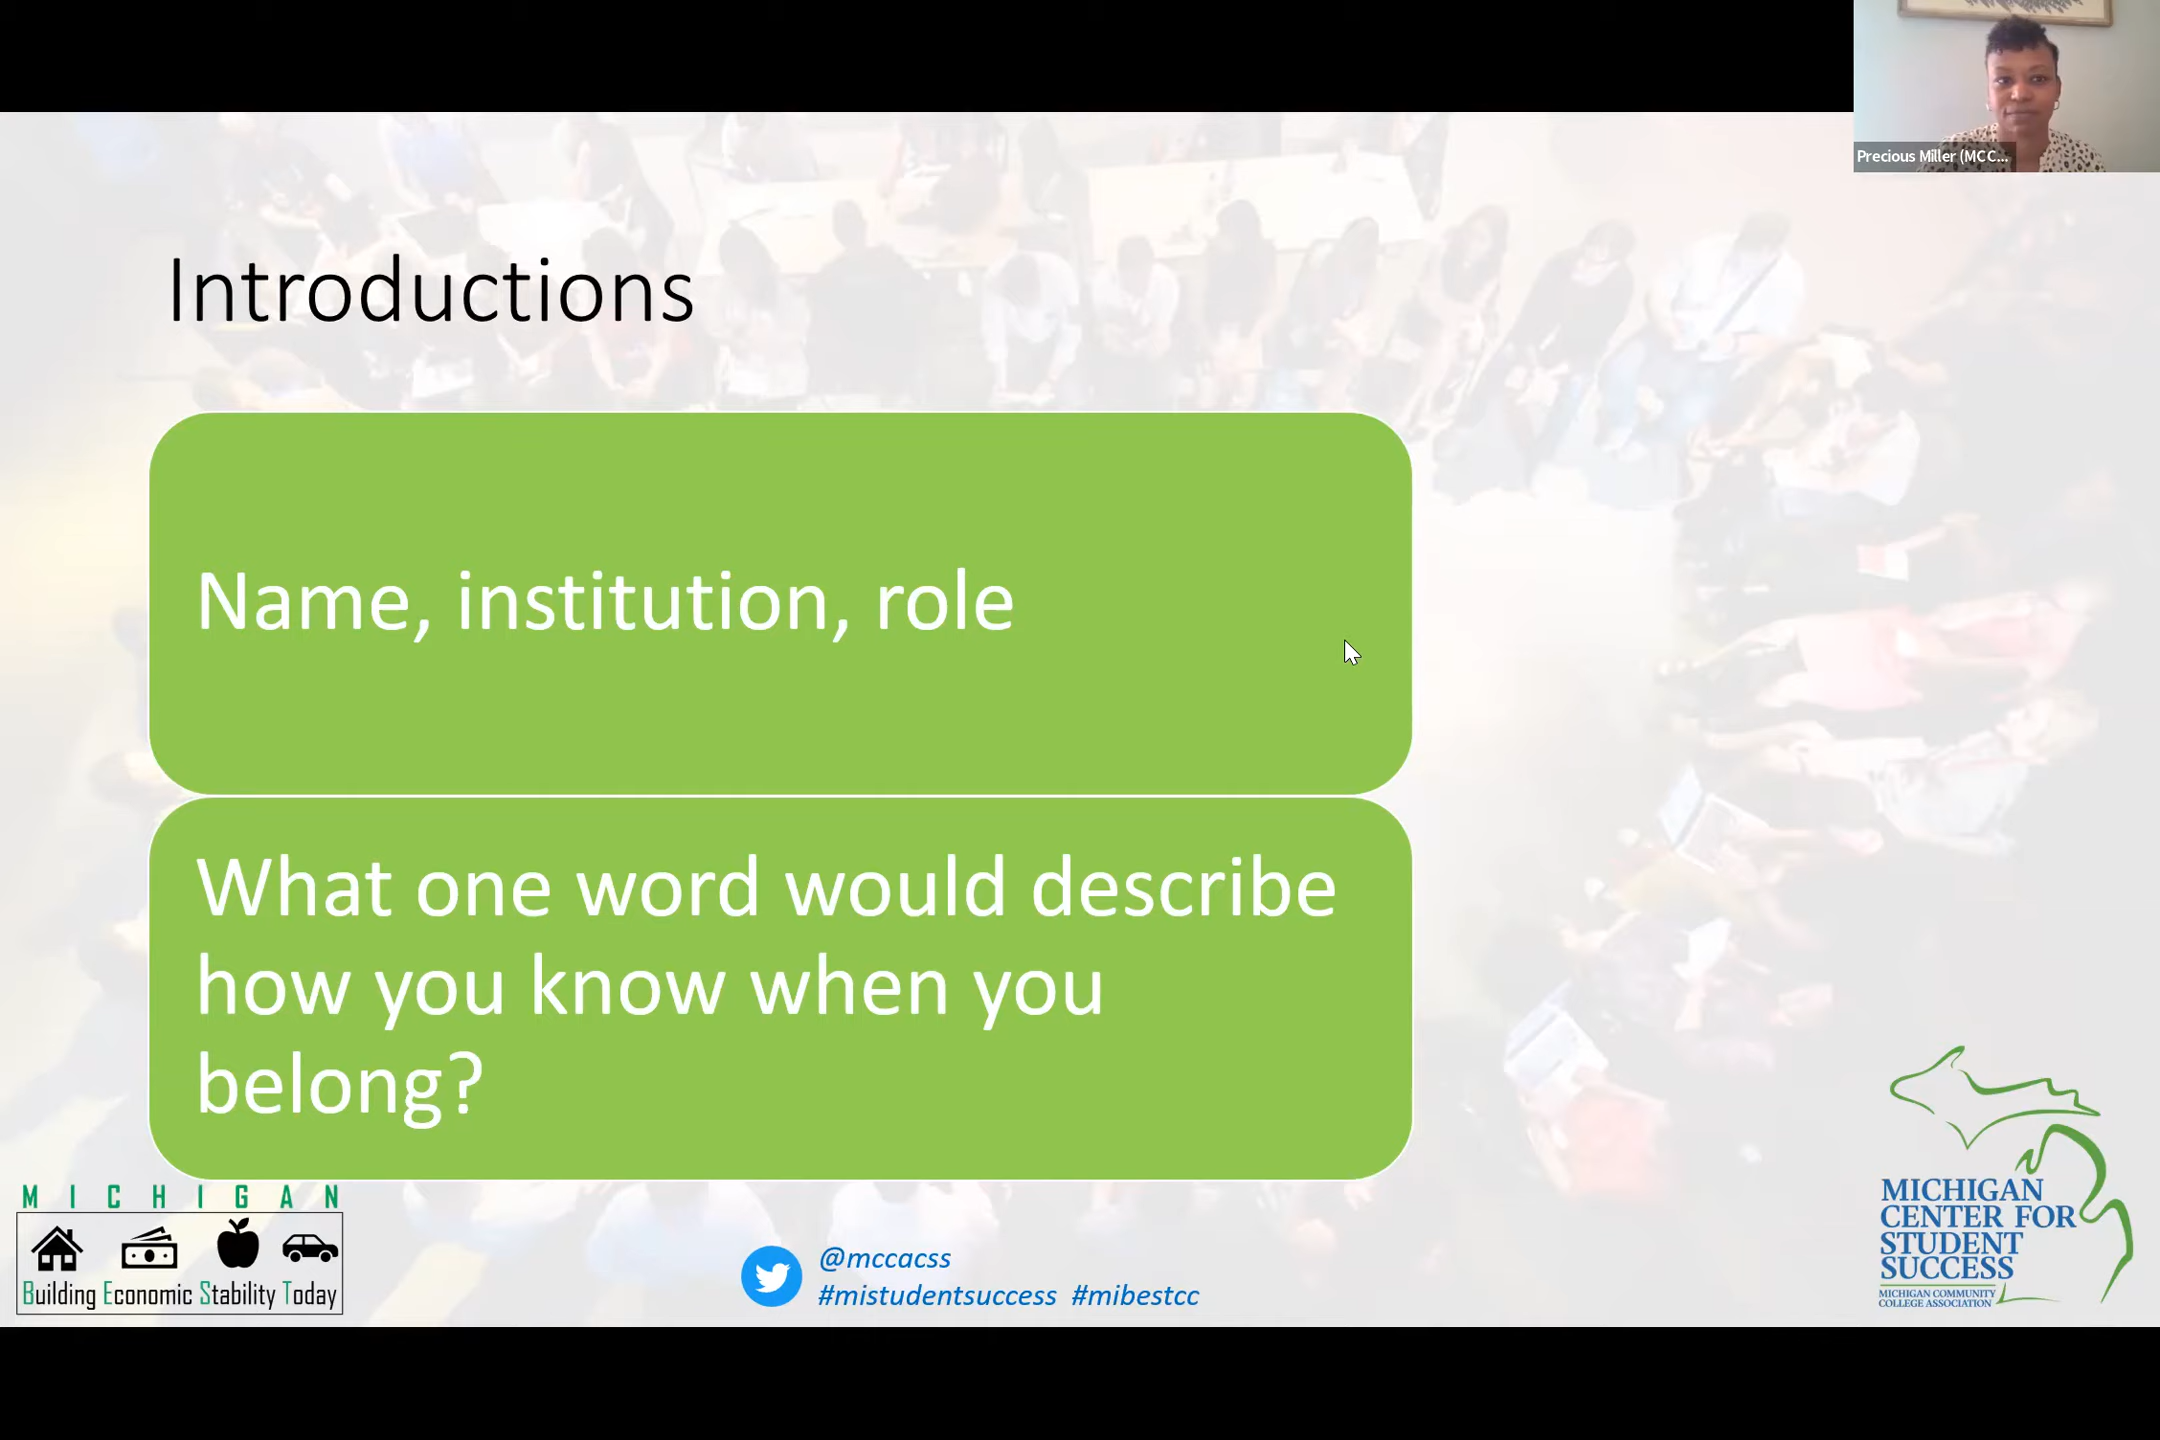 Precious Miller (MCC...
Introductions
Name, institution, role
What one word would describe
how you know when you
belong?
MICHIGAN
Building Economic Stability Today
@mccacss
#mistudentsuccess #mibestcc
MICHIGAN
CENTER FOR
STUDENT
SUCCESS
MICHIGAN COMMUNITY
COLLEGE ASSOCIATION